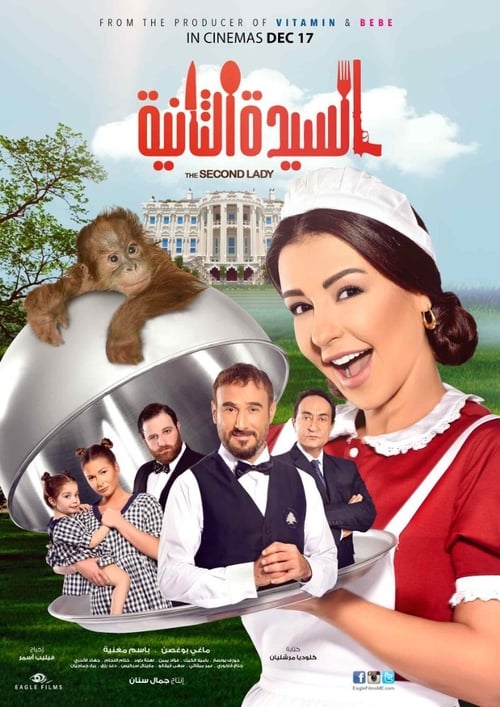 FROM THE PRODUCER OF VITAMIN & BEBE
IN CINEMAS DEC 17
السيدة الثانية
THE SECOND LADY
ماغي بوغصن باسم مغنية
كتابة
كلوديا مرشليان
إخراج
فيليب أسمر
إنتاج جمال سنان
EAGLE FILMS
EagleFilmsME.com